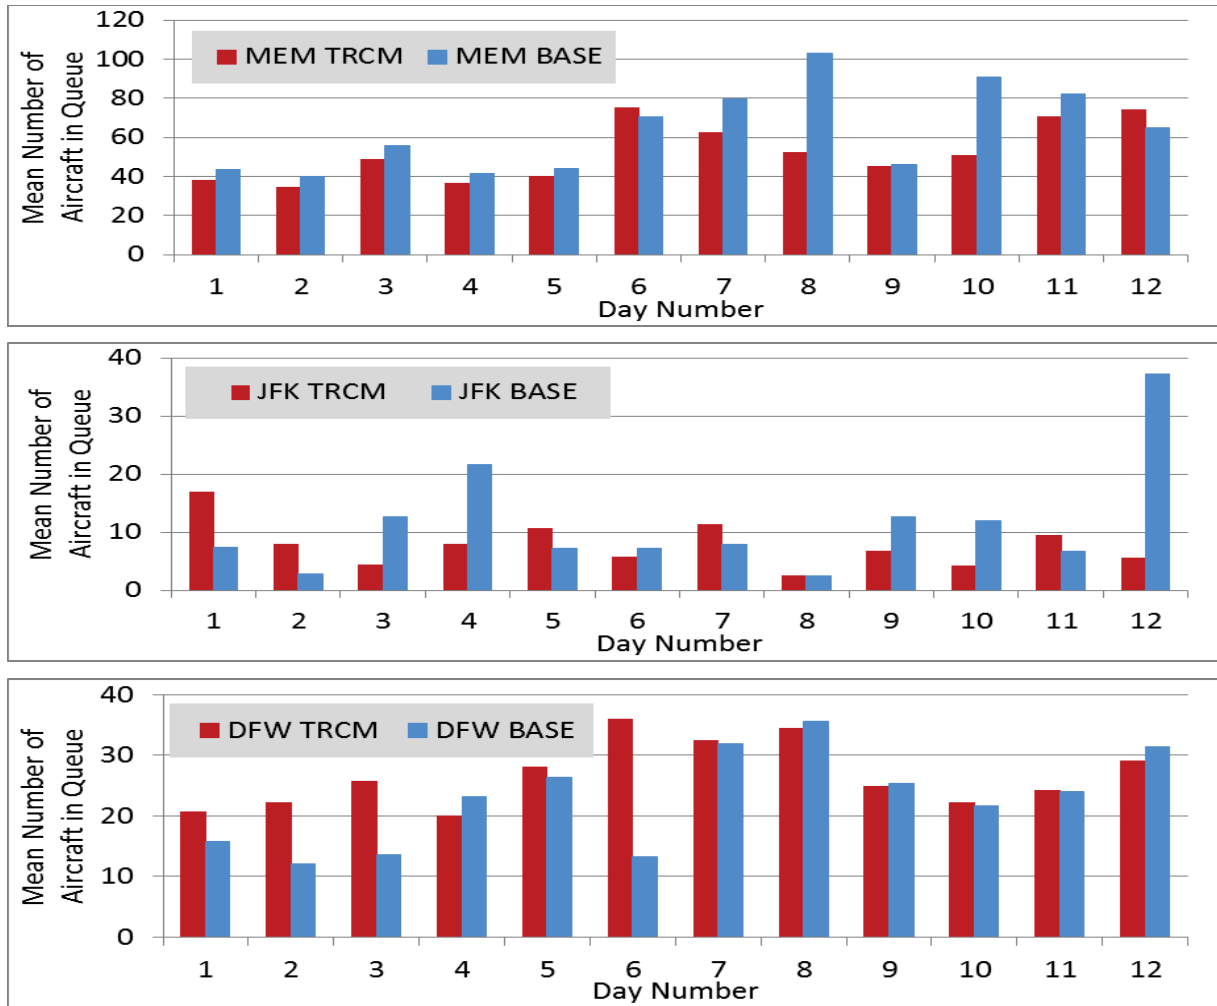 Mean Number of
Aircraft in Queue
120
100
80
60
40
20
0
MEM TRCM MEM BASE
1 2 3 4 5 6 7 8 9 10 11 12
Day Number
Mean Number of
Aircraft in Queue
40
30
20
10
0
JFK TRCM JFK BASE
1 2 3 4 5 6 7 8 9 10 11 12
Day Number
Mean Number of
Aircraft in Queue
40
30
20
10
0
DFW TRCM DFW BASE
1 2 3 4 5 6 7 8 9 10 11 12
Day Number